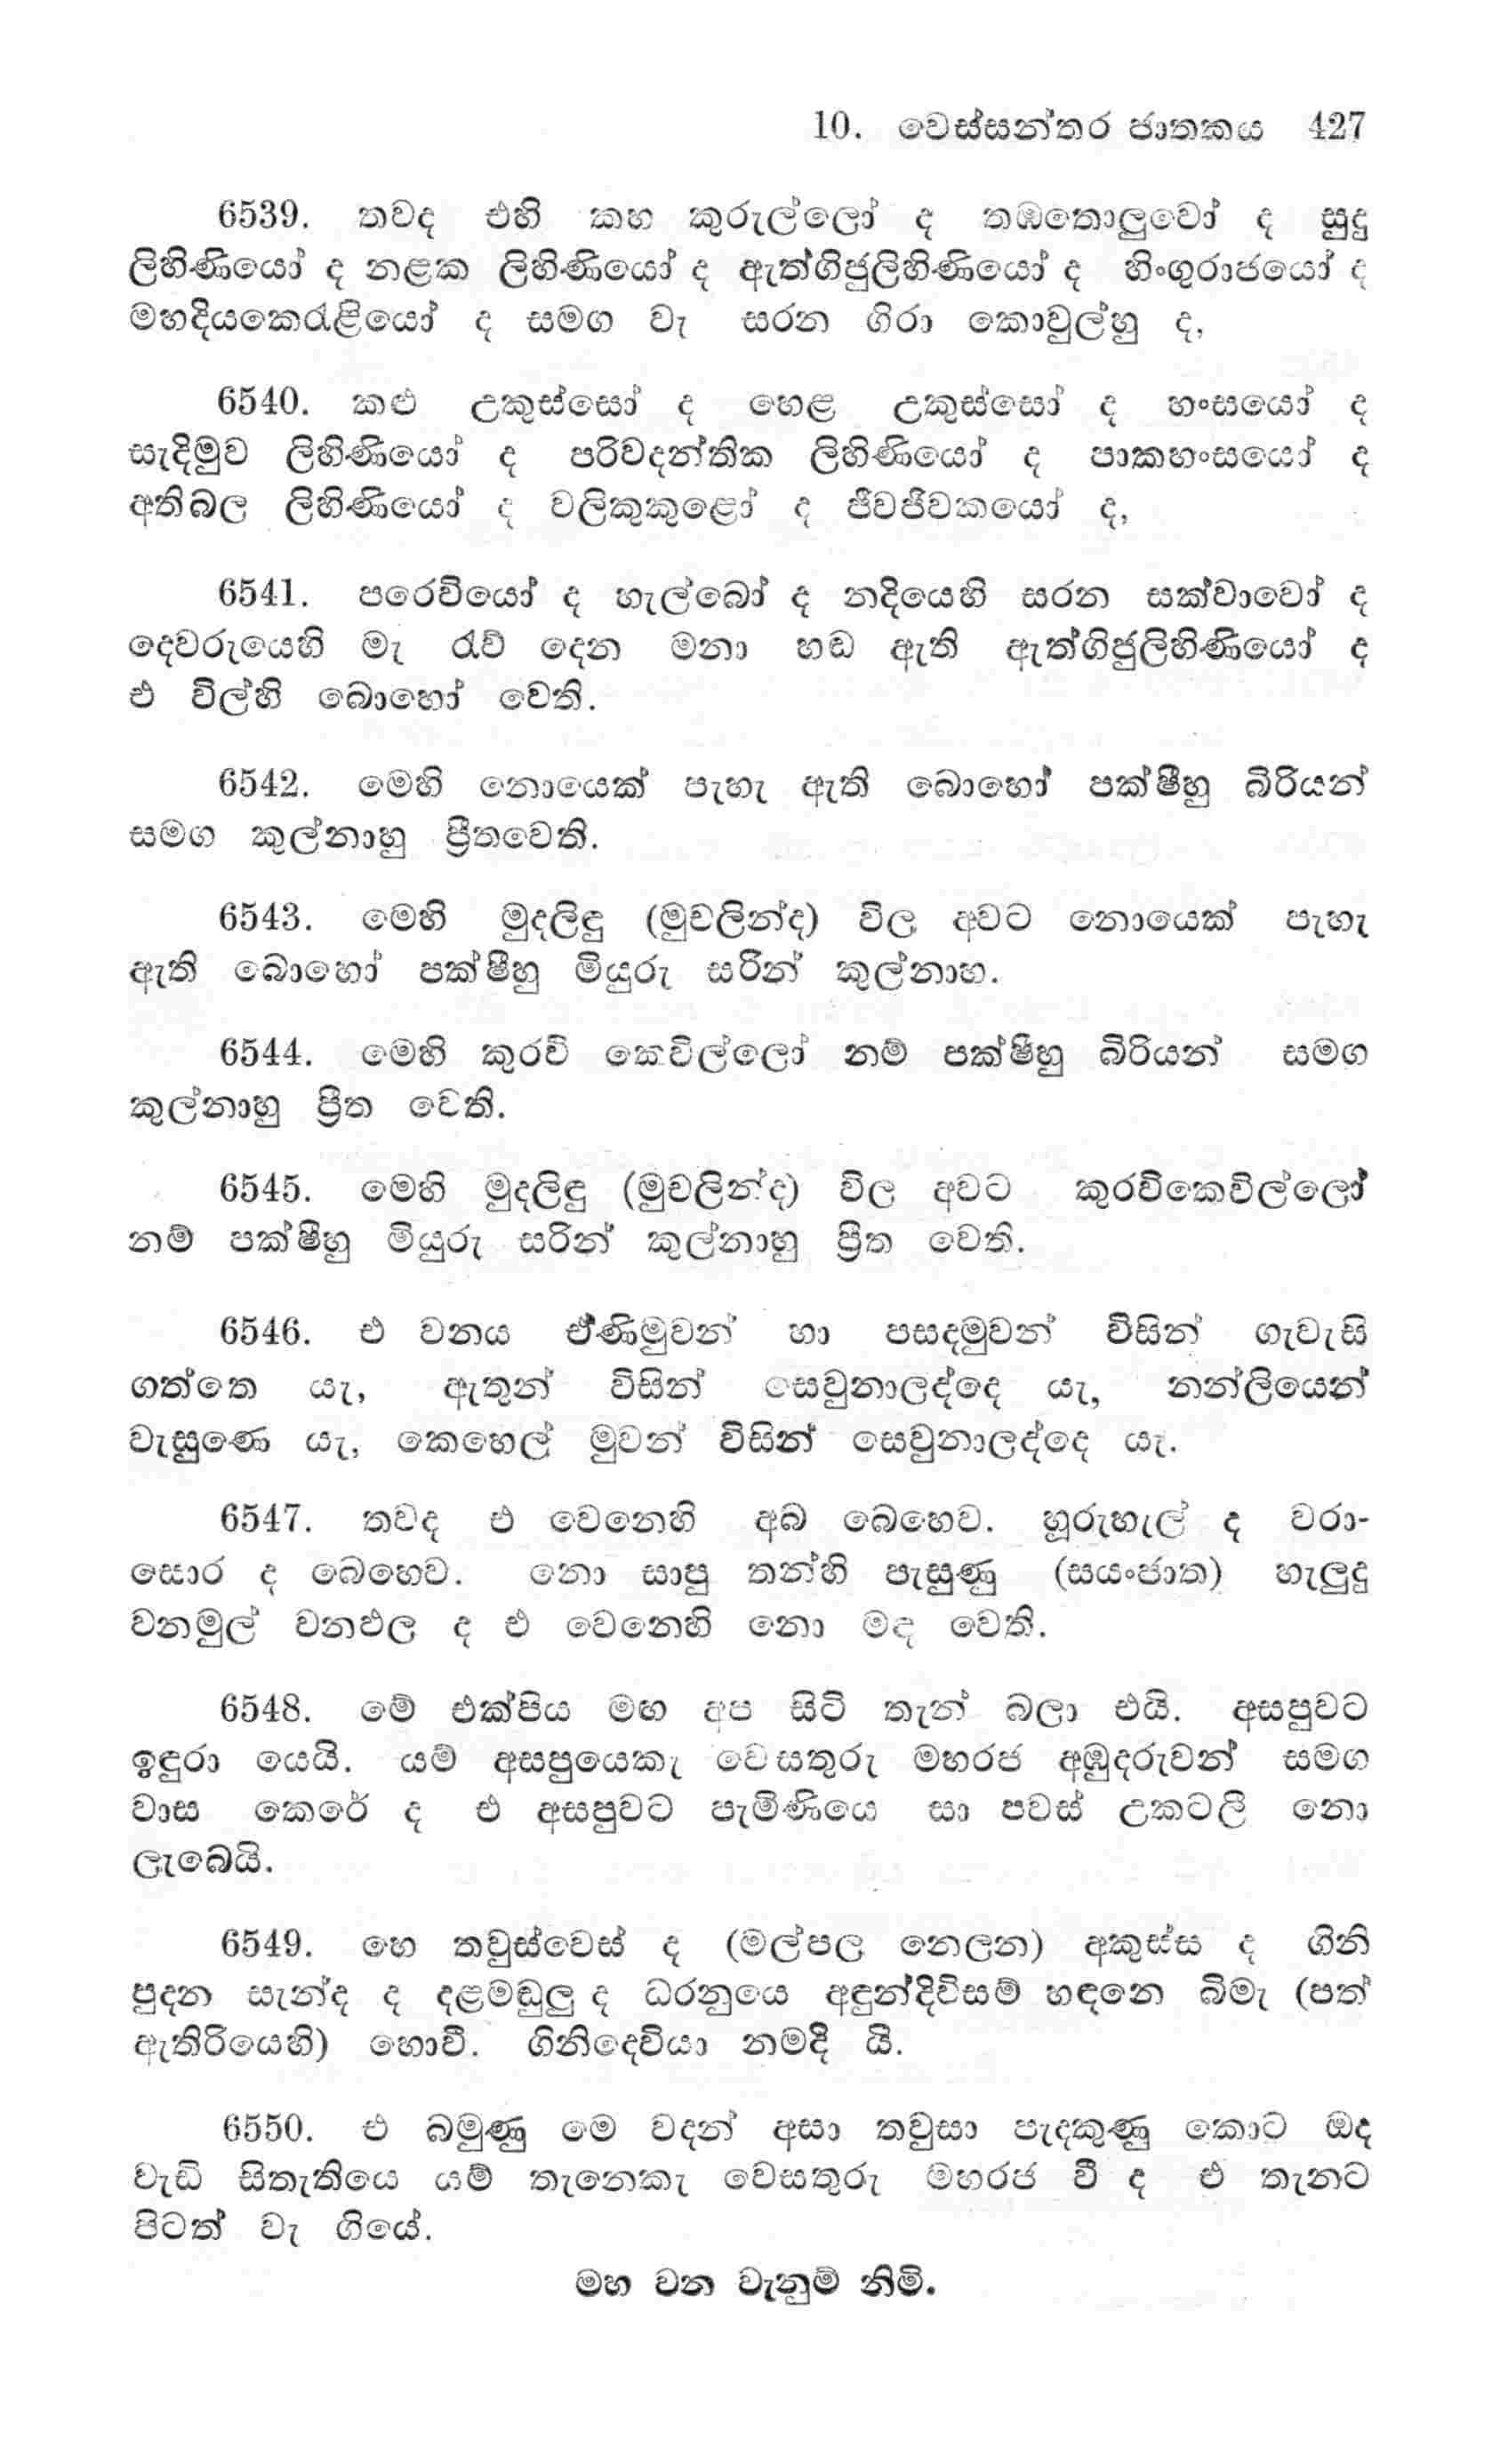 10. වෙස්සන්තර ජාතකය 427
6539. තවද එහි කහ කුරුල්ලෝ ද තඹතොලුවෝ ද සුදු
ලිහිණියෝ ද නළක ලිහිණියෝ ද ඇත්ගිජුලිහිණියෝ ද හිංගුරාජයෝ ද
මහදියකෙරැළියෝ ද සමග වැ සරන ගිරා කොවුල්හු ද,
6540. කළු උකුස්සෝ ද හෙළ උකුස්සෝ ද හංසයෝ ද
සැදිමුව ලිහිණියෝ ද පරිවදන්තික ලිහිණියෝ ද පාකහංසයෝ ද
අතිබල ලිහිණියෝ ද වලිකුකුළෝ ද ජීවජීවකයෝ ද,
6541. පරෙවියෝ ද හැල්බෝ ද නදියෙහි සරන සක්වාවෝ ද
දෙවරුයෙහි මැ රැව් දෙන මනා හඬ ඇති ඇත්ගිජුලිහිණියෝ ද
එ විල්හි බොහෝ වෙති.
6542. මෙහි නොයෙක් පැහැ ඇති බොහෝ පක්ෂීහු බිරියන්
සමග කුල්නාහු ප්‍රීතවෙති.
6543. මෙහි මුදලිඳු (මුචලින්ද) විල අවට නොයෙක් පැහැ
ඇති බොහෝ පක්ෂීහු මියුරු සරින් කුල්නාහ.
6544. මෙහි කුරවි කෙවිල්ලෝ නම් පක්ෂීහු බිරියන් සමග
කුල්නාහු ප්‍රීත වෙති.
6545. මෙහි මුදලිඳු (මුචලින්ද) විල අවට කුරවිකෙවිල්ලෝ
නම් පක්ෂීහු මියුරු සරින් කුල්නාහු ප්‍රීත වෙති.
6546. එ වනය ඒණිමුවන් හා පසදමුවන් විසින් ගැවැසි
ගත්තෙ යැ, ඇතුන් විසින් සෙවුනාලද්දෙ යැ, නන්ලියෙන්
වැසුණෙ යැ, කෙහෙල් මුවන් විසින් සෙවුනාලද්දෙ යැ.
6547. තවද එ වෙනෙහි අබ බෙහෙව. හූරුහැල් ද වරා-
සොර ද බෙහෙව. නො සාපු තන්හි පැසුණු (සයංජාත) හැලුදු
වනමුල් වනඵල ද එ වෙනෙහි නො මද වෙති.
6548. මේ එක්පිය මඟ අප සිටි තැන් බලා එයි. අසපුවට
ඉඳුරා යෙයි. යම් අසපුයෙකැ වෙසතුරු මහරජ අඹුදරුවන් සමග
වාස කෙරේ ද එ අසපුවට පැමිණියෙ සා පවස් උකටලී නො
ලැබෙයි.
6549. හෙ තවුස්වෙස් ද (මල්පල නෙලන) අකුස්ස ද ගිනි
පුදන සැන්ද ද දළමඬුලු ද ධරනුයෙ අඳුන්දිවිසම් හඳනෙ බිමැ (පත්
ඇතිරියෙහි) හොවී. ගිනිදෙවියා නමදී යි.
6550. එ බමුණු මෙ වදන් අසා තවුසා පැදකුණු කොට ඔද
වැඩි සිතැතියෙ යම් තැනෙකැ වෙසතුරු මහරජ වී ද එ තැනට
පිටත් වැ ගියේ.
මහ වන වැනුම් නිමි.